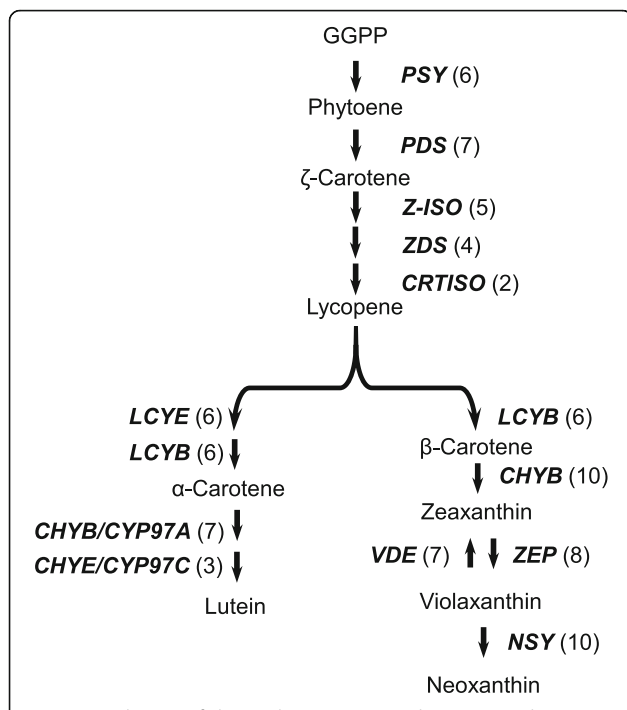 GGPP
PSY (6)
Phytoene
PDS (7)
ζ-Carotene
Z-ISO (5)
ZDS (4)
CRTISO (2)
Lycopene
LCYE (6)
LCYB (6)
α-Carotene
CHYB/CYP97A (7)
CHYE/CYP97C (3)
Lutein
LCYB (6)
β-Carotene
CHYB (10)
Zeaxanthin
VDE (7) ZEP (8)
Violaxanthin
NSY (10)
Neoxanthin